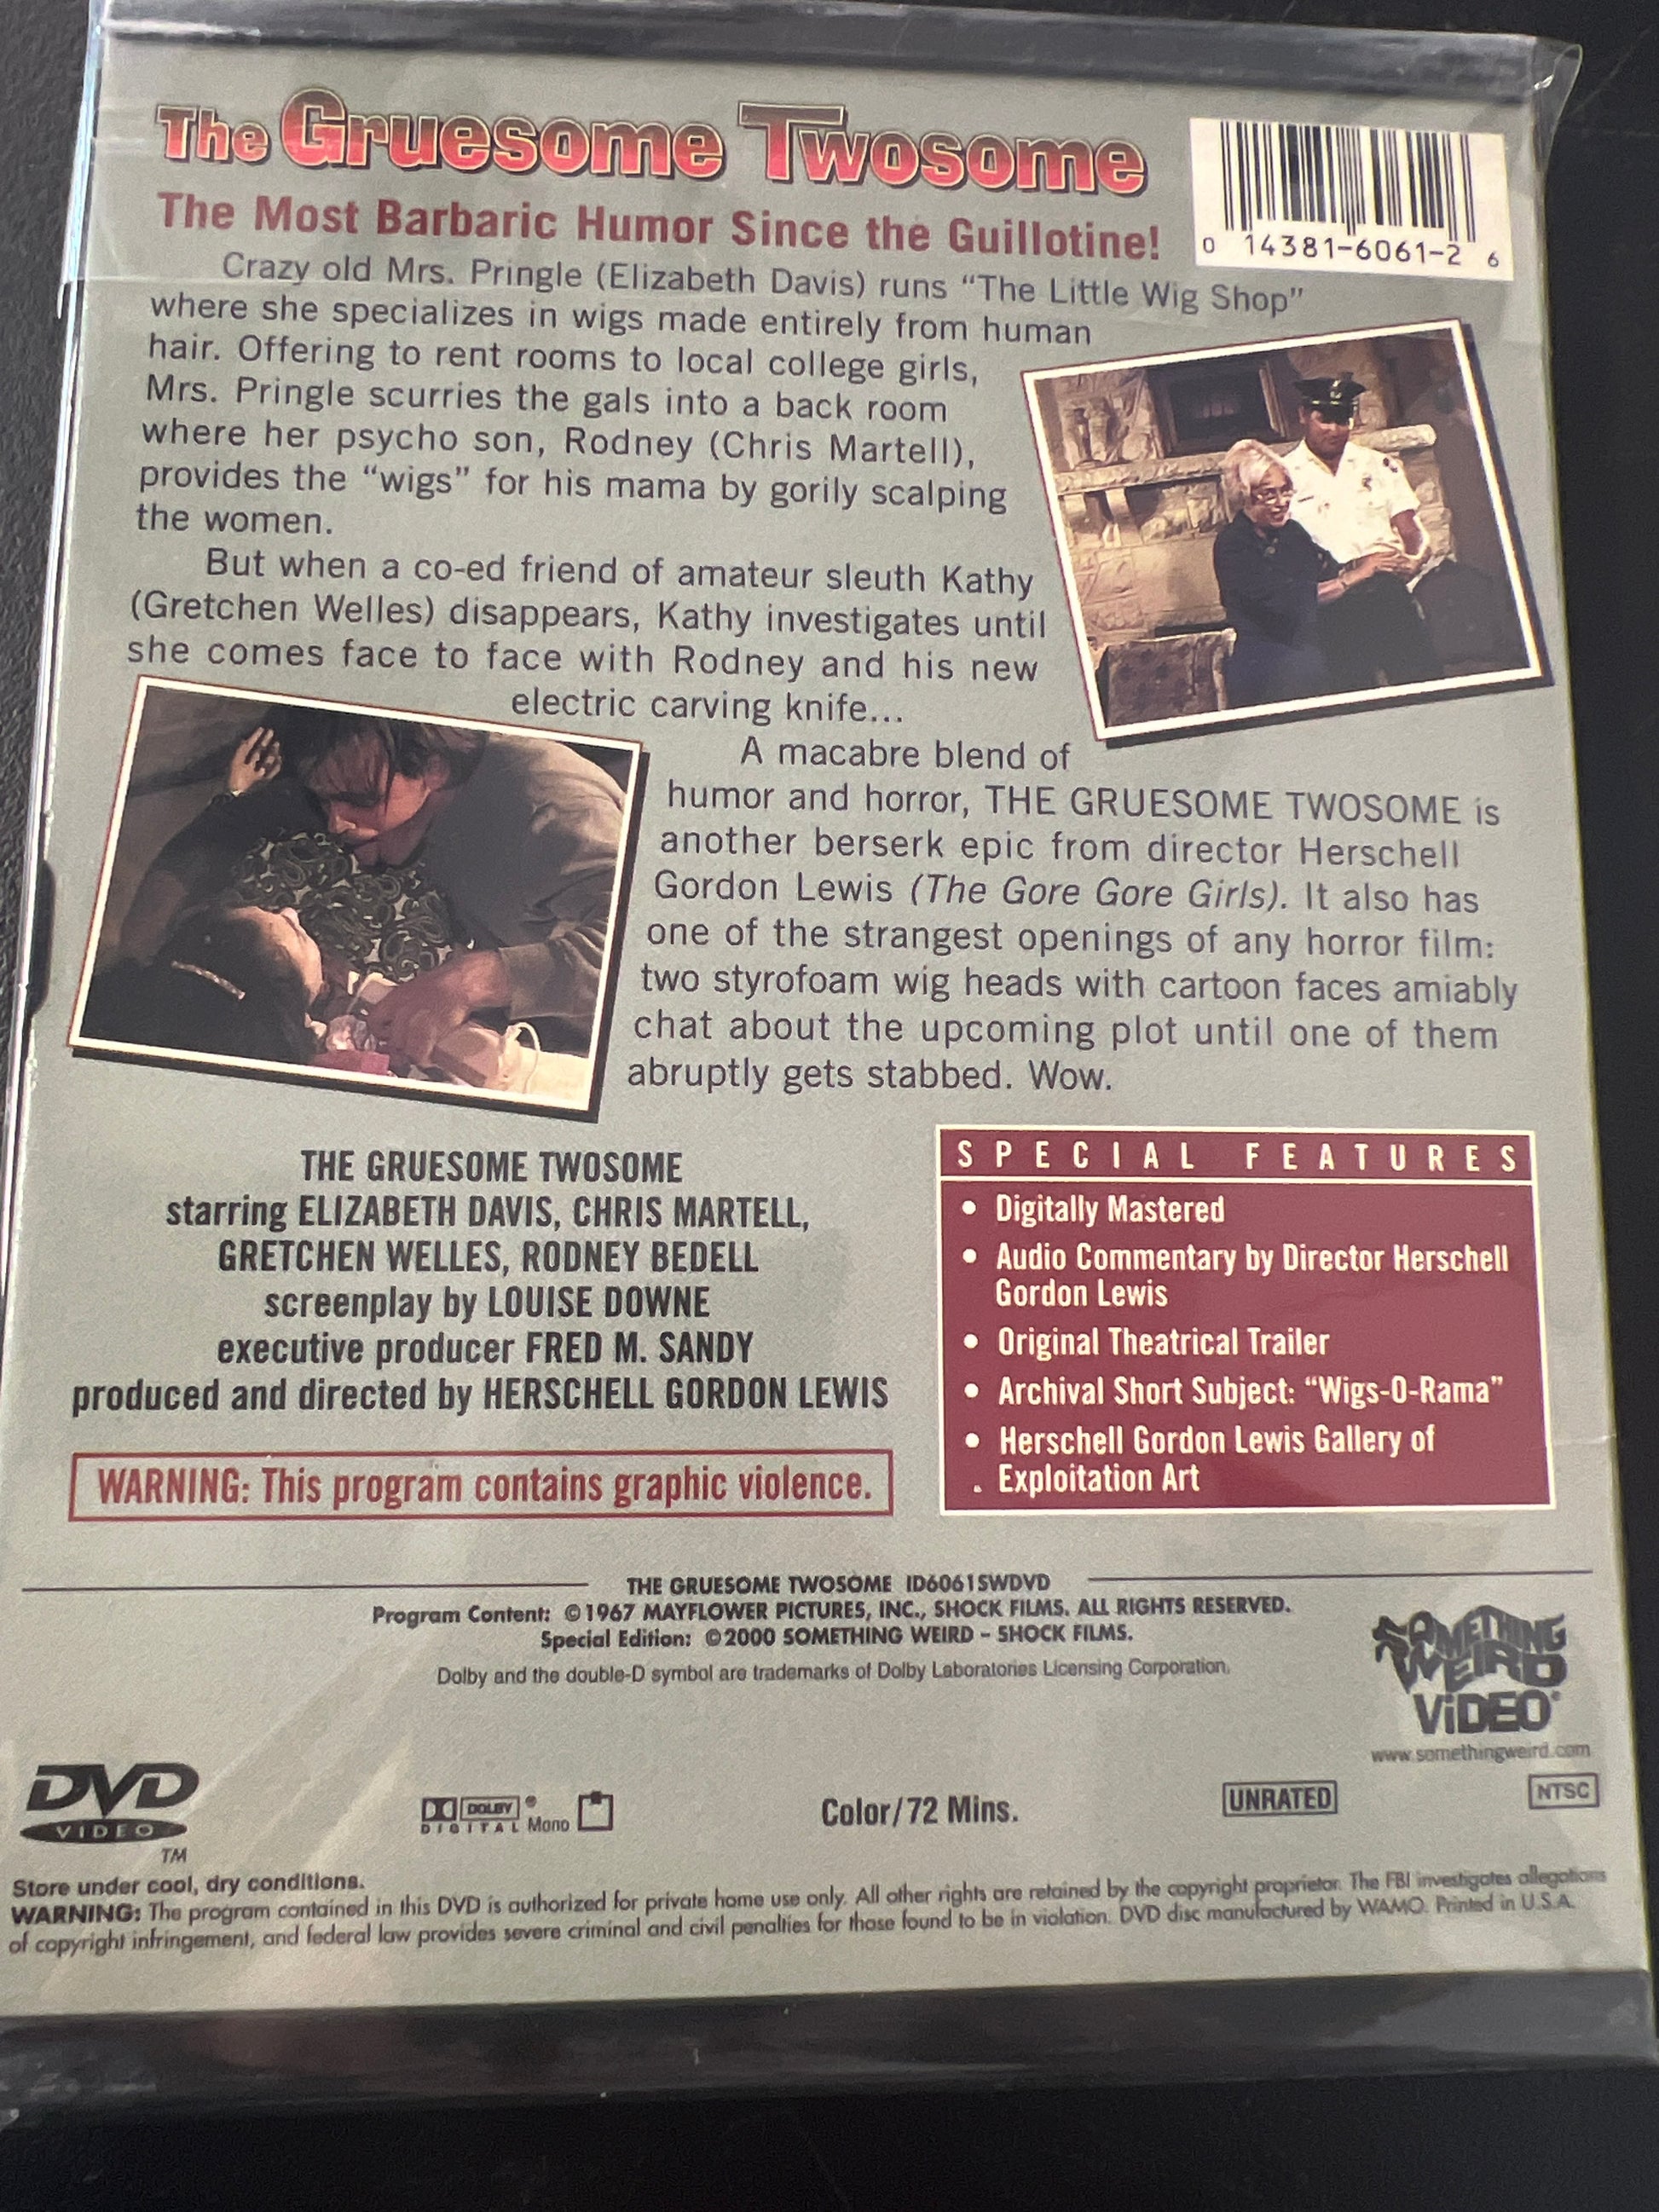 The Gruesome Twosome
The Most Barbaric Humor Since the Guillotine!
0 14381-6061-2 6
Crazy old Mrs. Pringle (Elizabeth Davis) runs "The Little Wig Shop"
where she specializes in wigs made entirely from human
hair. Offering to rent rooms to local college girls,
Mrs. Pringle scurries the gals into a back room
where her psycho son, Rodney (Chris Martell),
provides the "wigs" for his mama by gorily scalping
the women.
But when a co-ed friend of amateur sleuth Kathy
(Gretchen Welles) disappears, Kathy investigates until
she comes face to face with Rodney and his new
electric carving knife...
A macabre blend of
humor and horror, THE GRUESOME TWOSOME is
another berserk epic from director Herschell
Gordon Lewis (The Gore Gore Girls). It also has
one of the strangest openings of any horror film:
two styrofoam wig heads with cartoon faces amiably
chat about the upcoming plot until one of them
abruptly gets stabbed. Wow.
THE GRUESOME TWOSOME
starring ELIZABETH DAVIS, CHRIS MARTELL,
GRETCHEN WELLES, RODNEY BEDELL
screenplay by LOUISE DOWNE
executive producer FRED M. SANDY
produced and directed by HERSCHELL GORDON LEWIS
WARNING: This program contains graphic violence.
SPECIAL FEATURES
• Digitally Mastered
• Audio Commentary by Director Herschell
Gordon Lewis
• Original Theatrical Trailer
• Archival Short Subject: "Wigs-O-Rama"
• Herschell Gordon Lewis Gallery of
Exploitation Art
THE GRUESOME TWOSOME ID6061SWDVD
Program Content: ©1967 MAYFLOWER PICTURES, INC., SHOCK FILMS. ALL RIGHTS RESERVED.
Special Edition: ©2000 SOMETHING WEIRD – SHOCK FILMS.
Dolby and the double-D symbol are trademarks of Dolby Laboratories Licensing Corporation.
SOMETHING
WEIRD
ViDEO®
www.somethingweird.com
DVD
VIDEO
TM
DOLBY®
DIGITAL Mono
Color/72 Mins.
UNRATED
NTSC
Store under cool, dry conditions.
WARNING: The program contained in this DVD is authorized for private home use only. All other rights are retained by the copyright proprietor. The FBI investigates allegations
of copyright infringement, and federal law provides severe criminal and civil penalties for those found to be in violation. DVD disc manufactured by WAMO. Printed in U.S.A.